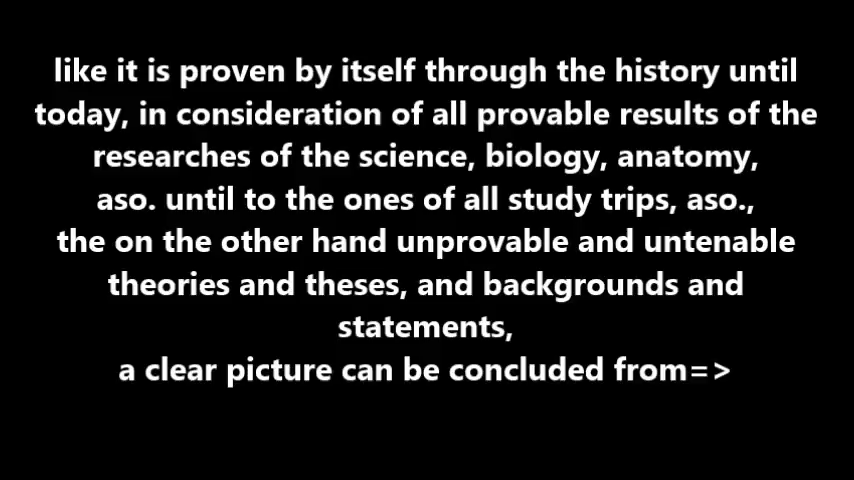 like it is proven by itself through the history until
today, in consideration of all provable results of the
researches of the science, biology, anatomy,
aso. until to the ones of all study trips, aso.,
the on the other hand unprovable and untenable
theories and theses, and backgrounds and
statements,
a clear picture can be concluded from=>